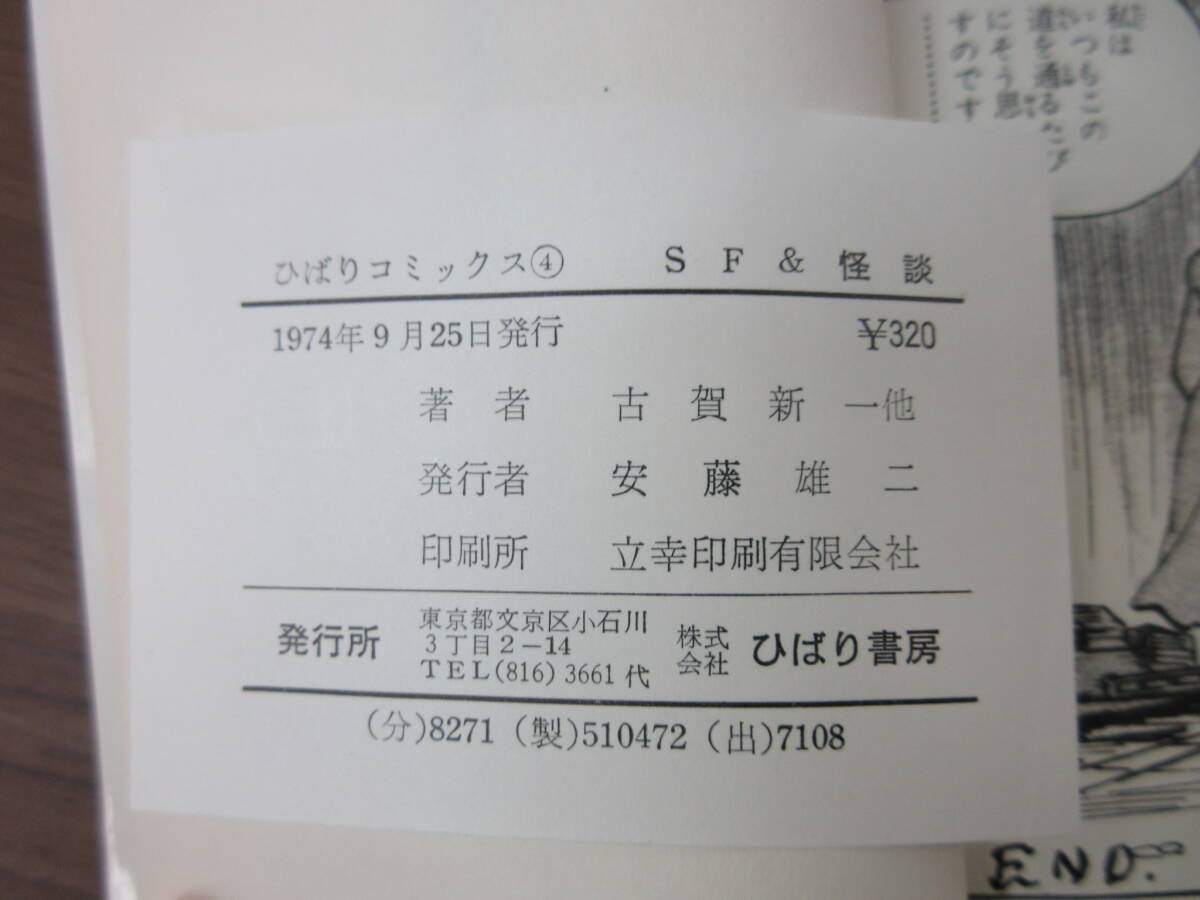 ひばりコミックス④ SF&怪談
1974年9月25日発行 ¥320
著者 古賀新一他
発行者 安藤雄二
印刷所 立幸印刷有限会社
発行所
東京都文京区小石川
3丁目2-14
TEL(816)3661代
株式
会社
ひばり書房
(分)8271(製)510472(出)7108
私は
いつもこの
道を通るたび
にそう思
すのです
END.